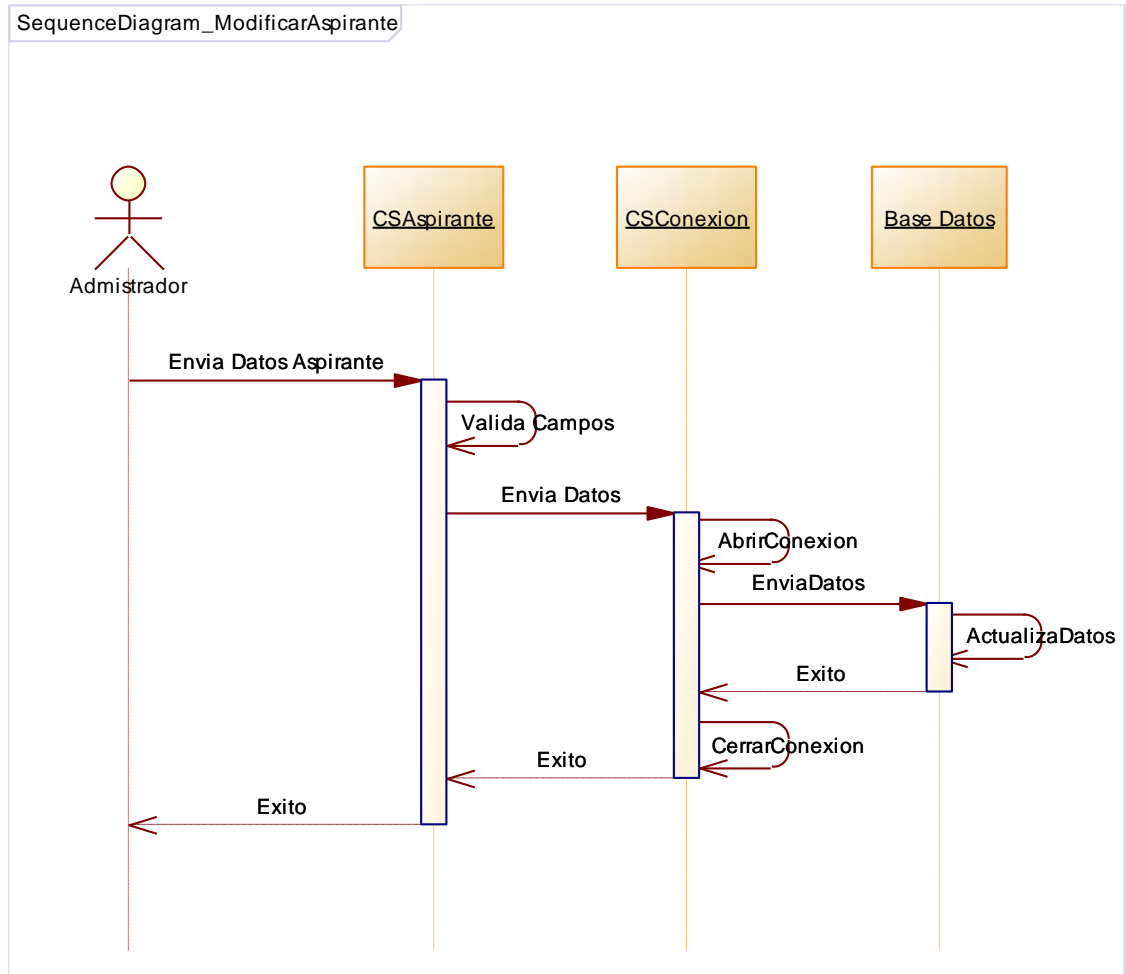 SequenceDiagram_ModificarAspirante
CSAspirante
CSConexion
Base Datos
Admistrador
Envia Datos Aspirante
Valida Campos
Envia Datos
AbrirConexion
EnviaDatos
ActualizaDatos
Exito
CerrarConexion
Exito
Exito